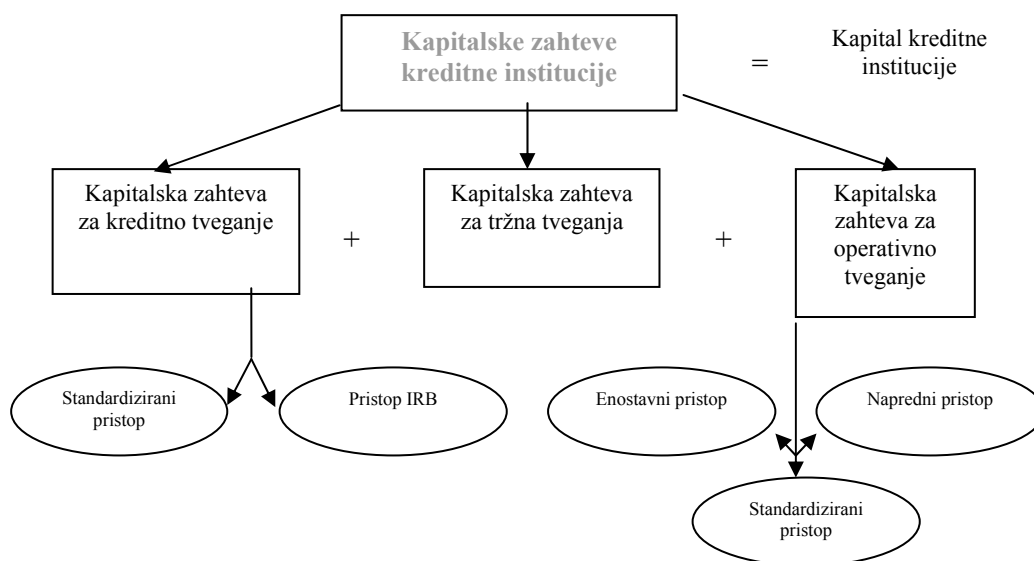 Kapitalske zahteve
kreditne institucije
=
Kapital kreditne
institucije
Kapitalska zahteva
za kreditno tveganje
+
Kapitalska zahteva
za tržna tveganja
+
Kapitalska
zahteva za
operativno
tveganje
Standardizirani
pristop
Pristop IRB
Enostavni pristop
Napredni pristop
Standardizirani
pristop